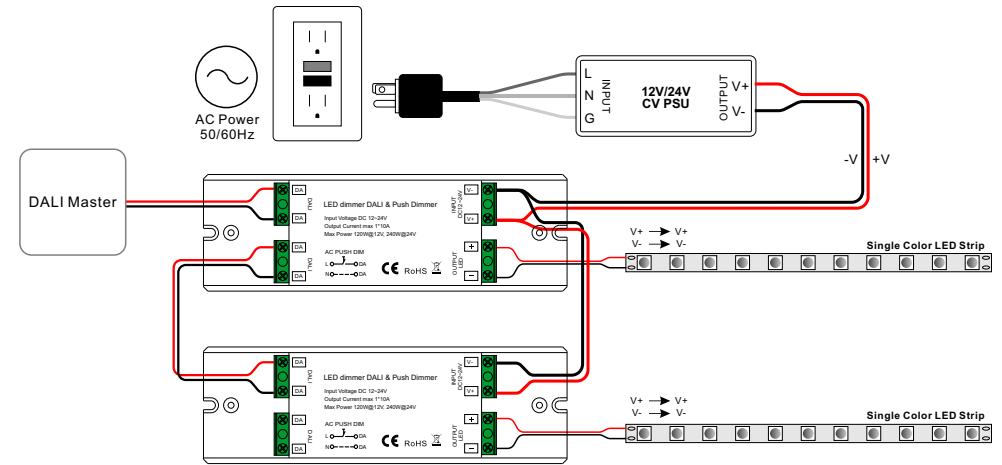 AC Power
50/60Hz
L
N
G
INPUT
12V/24V
CV PSU
OUTPUT
V+
V-
-V
+V
DALI Master
DA
DA
DALI
LED dimmer DALI & Push Dimmer
Input Voltage DC 12~24V
Output Current max 1*10A
Max Power 120W@12V, 240W@24V
INPUT
DC12~24V
V-
V+
DA
DA
DALI
AC PUSH DIM
L DA
N DA
CE RoHS
OUTPUT
LED
+
−
V+ V+
V- V-
Single Color LED Strip
DA
DA
DALI
LED dimmer DALI & Push Dimmer
Input Voltage DC 12~24V
Output Current max 1*10A
Max Power 120W@12V, 240W@24V
INPUT
DC12~24V
V-
V+
DA
DA
DALI
AC PUSH DIM
L DA
N DA
CE RoHS
OUTPUT
LED
+
−
V+ V+
V- V-
Single Color LED Strip